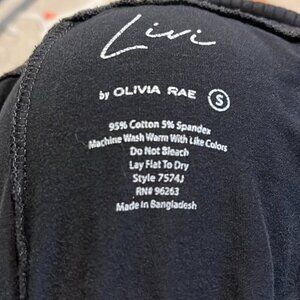 Livi
by OLIVIA RAE S
95% Cotton 5% Spandex
Machine Wash Warm With Like Colors
Do Not Bleach
Lay Flat To Dry
Style 7574J
RN# 96263
Made in Bangladesh